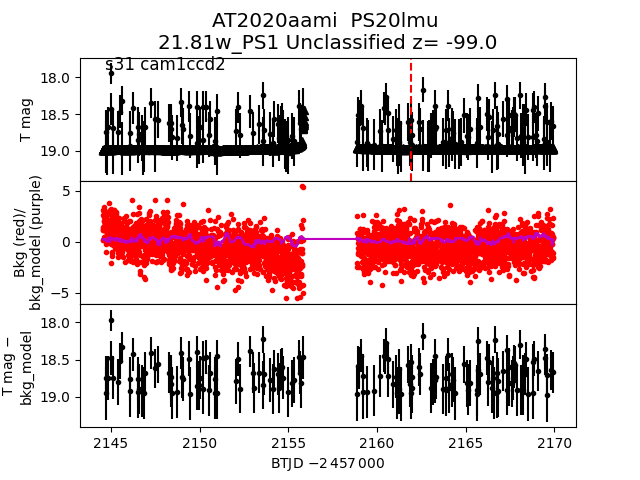 AT2020aami  PS20lmu
21.81w_PS1 Unclassified z= -99.0
s31 cam1ccd2
T mag
18.0
18.5
19.0
Bkg (red)/
bkg_model (purple)
5
0
−5
T mag −
bkg_model
18.0
18.5
19.0
2145 2150 2155 2160 2165 2170
BTJD −2 457 000